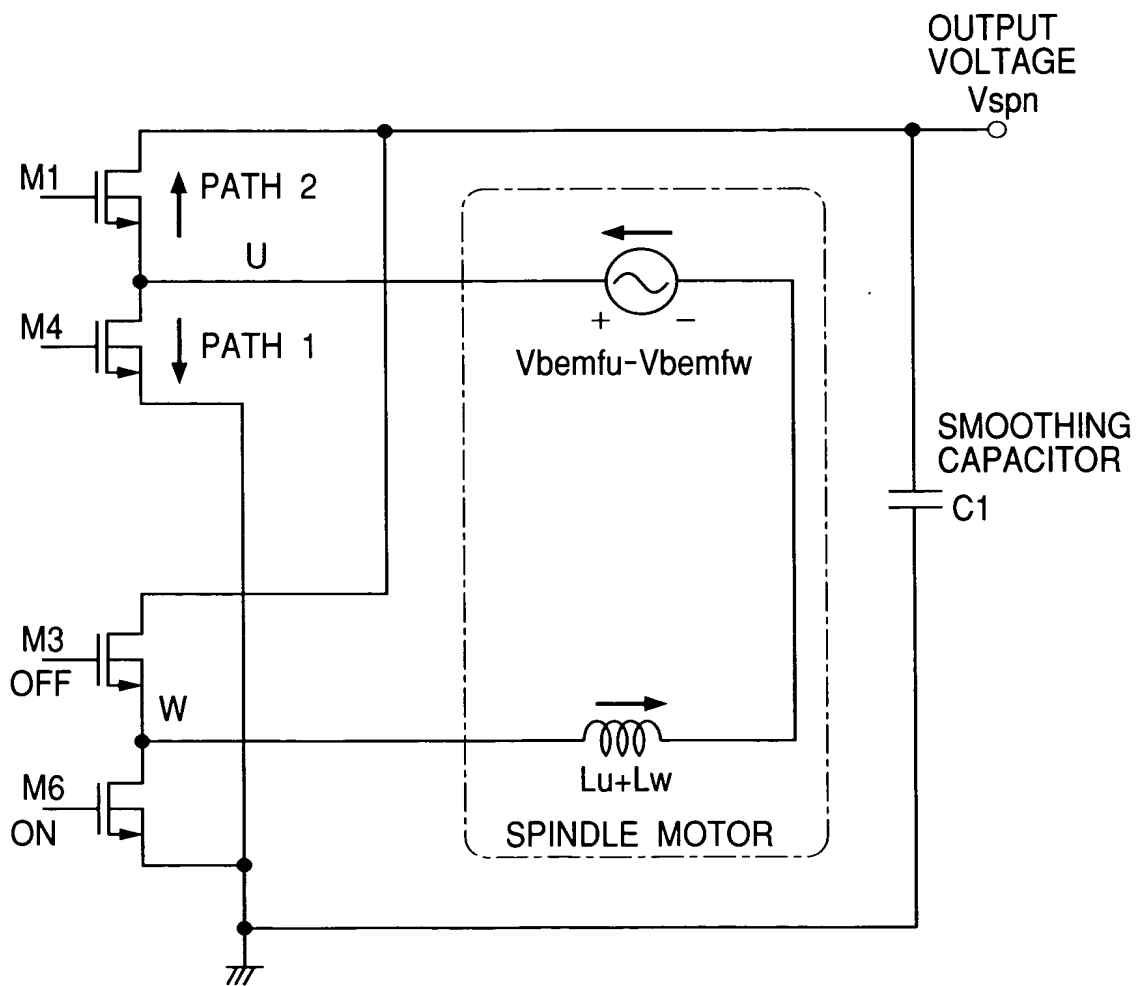 OUTPUT
VOLTAGE
Vspn
M1
PATH 2
U
M4
PATH 1
+ −
Vbemfu-Vbemfw
SMOOTHING
CAPACITOR
C1
M3
OFF
W
M6
ON
Lu+Lw
SPINDLE MOTOR